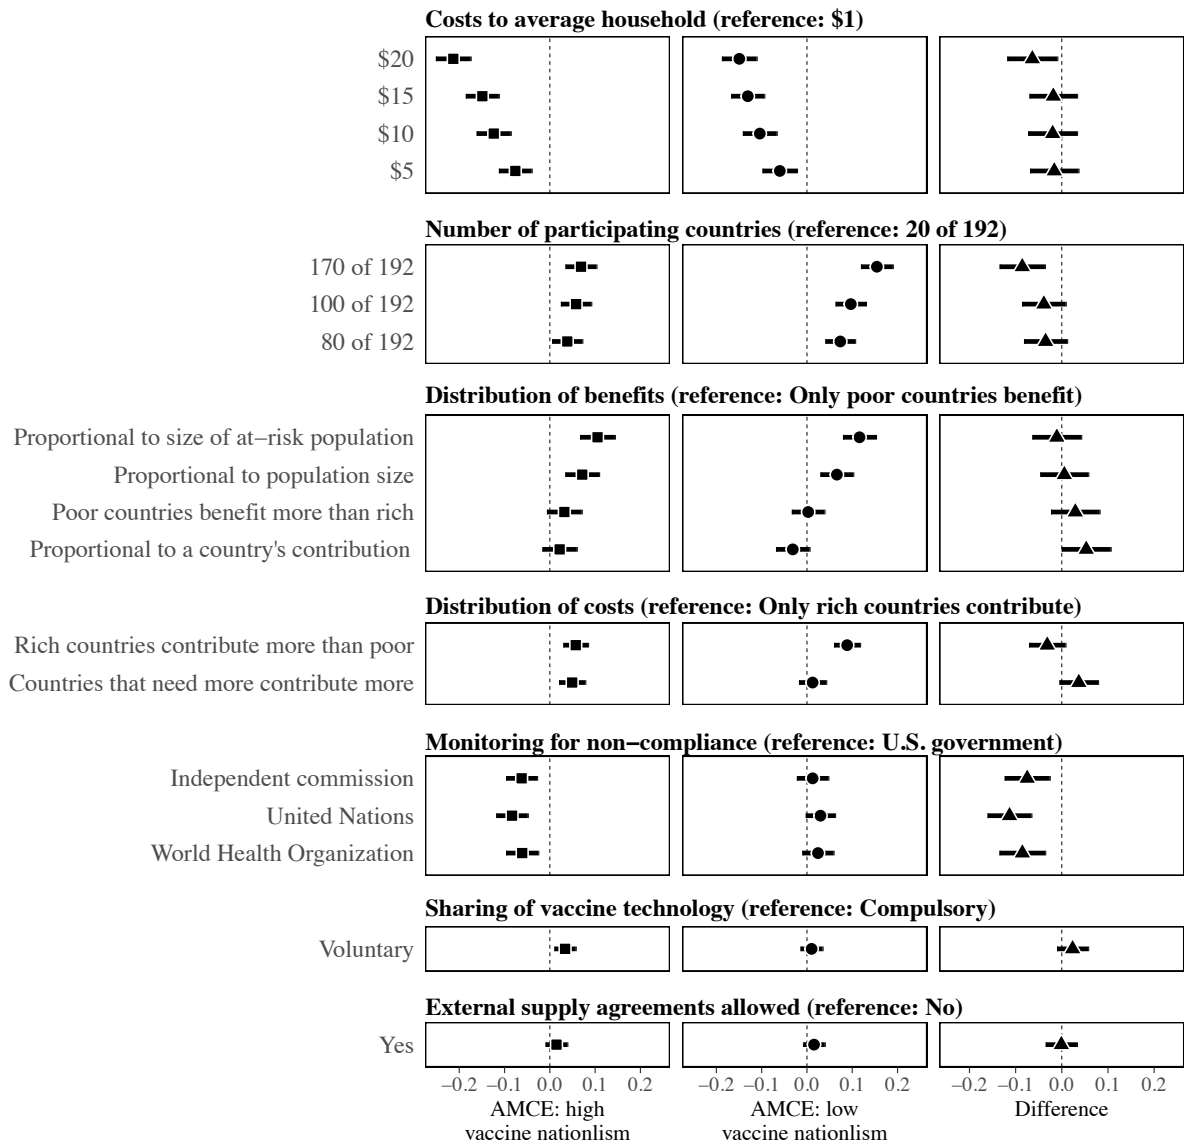 Costs to average household (reference: $1)
$20
$15
$10
$5
Number of participating countries (reference: 20 of 192)
170 of 192
100 of 192
80 of 192
Distribution of benefits (reference: Only poor countries benefit)
Proportional to size of at−risk population
Proportional to population size
Poor countries benefit more than rich
Proportional to a country's contribution
Distribution of costs (reference: Only rich countries contribute)
Rich countries contribute more than poor
Countries that need more contribute more
Monitoring for non−compliance (reference: U.S. government)
Independent commission
United Nations
World Health Organization
Sharing of vaccine technology (reference: Compulsory)
Voluntary
External supply agreements allowed (reference: No)
Yes
−0.2 −0.1 0.0 0.1 0.2 −0.2 −0.1 0.0 0.1 0.2 −0.2 −0.1 0.0 0.1 0.2
AMCE: high AMCE: low Difference
vaccine nationlism vaccine nationlism